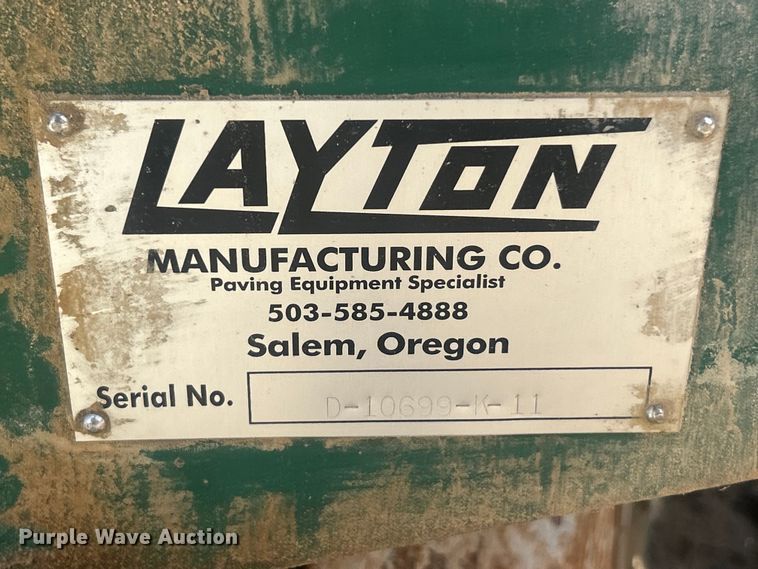 LAYTON
MANUFACTURING CO.
Paving Equipment Specialist
503-585-4888
Salem, Oregon
Serial No. D-10699-K-11
Purple Wave Auction